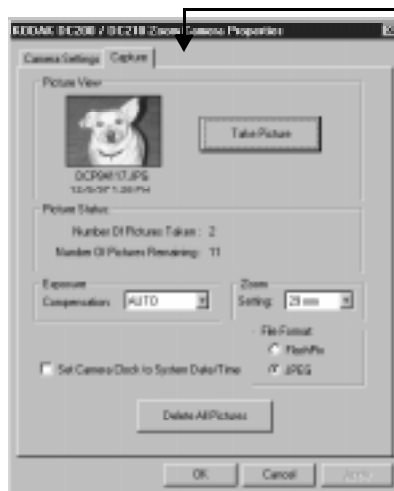 KODAK DC200 / DC210 Zoom Camera Properties
Camera Settings Capture
Picture View
Take Picture
DCP94117.JPG
Picture Status:
Number Of Pictures Taken: 2
Number Of Pictures Remaining: 11
Exposure
Compensation: AUTO
Zoom
Setting: 29 mm
File Format
FlashPix
JPEG
Set Camera Clock to System Date/Time
Delete All Pictures
OK Cancel Apply